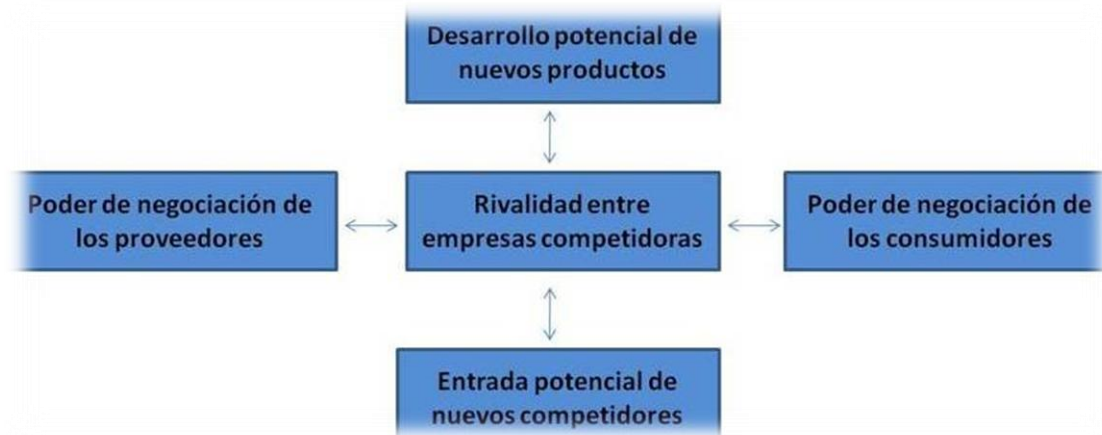 Desarrollo potencial de
nuevos productos
Poder de negociación de
los proveedores
Rivalidad entre
empresas competidoras
Poder de negociación de
los consumidores
Entrada potencial de
nuevos competidores